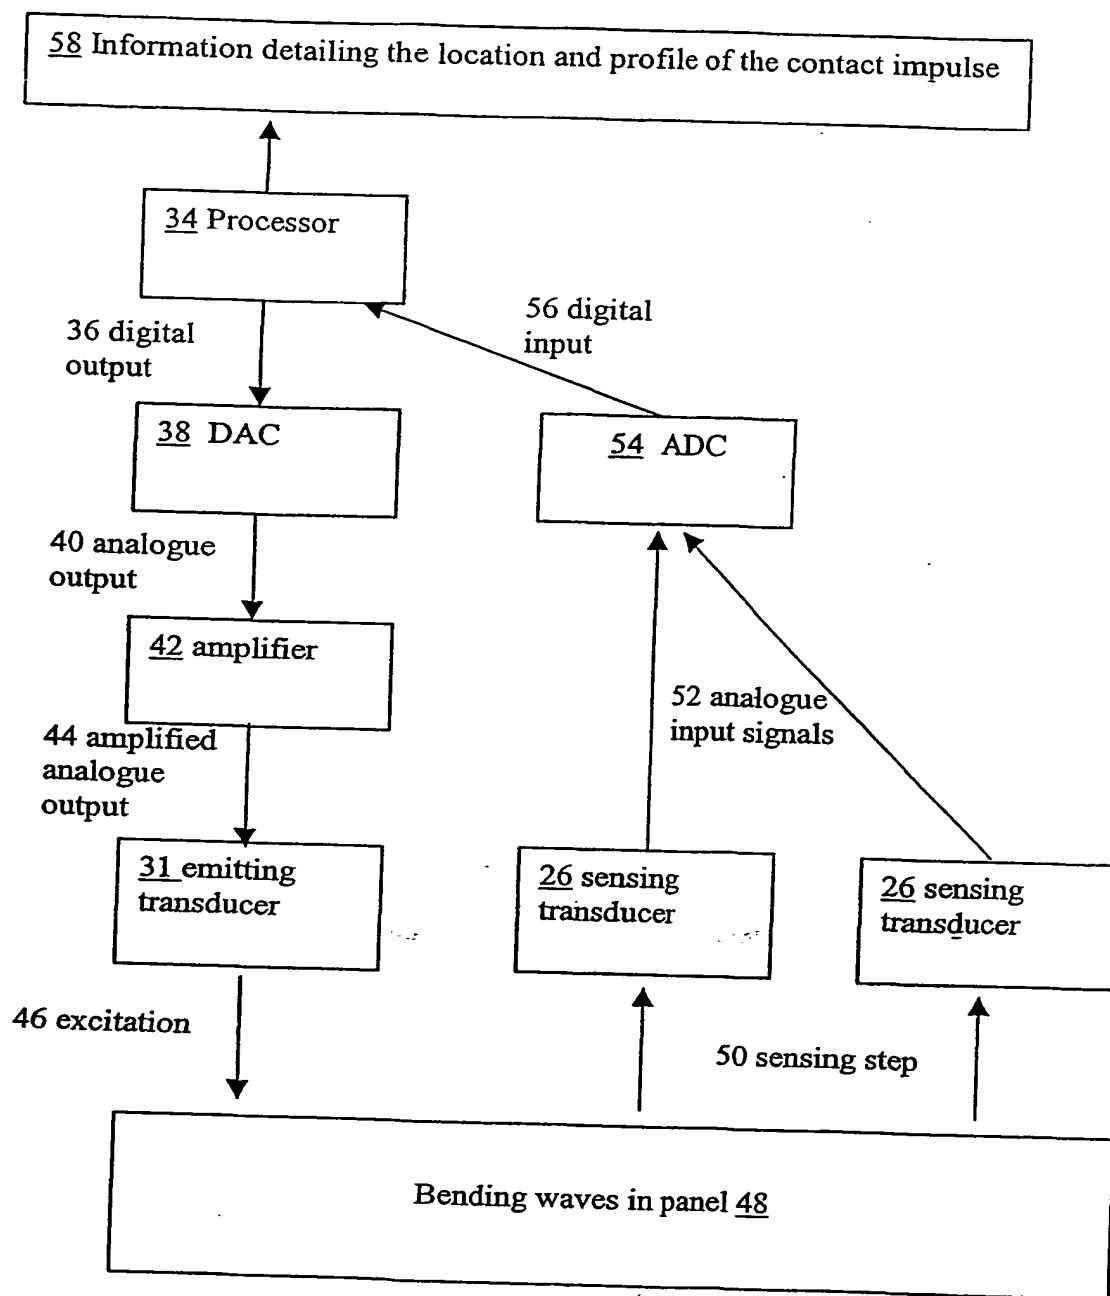 58 Information detailing the location and profile of the contact impulse
34 Processor
56 digital
input
36 digital
output
38 DAC
54 ADC
40 analogue
output
42 amplifier
52 analogue
input signals
44 amplified
analogue
output
31 emitting
transducer
26 sensing
transducer
26 sensing
transducer
46 excitation
50 sensing step
Bending waves in panel 48